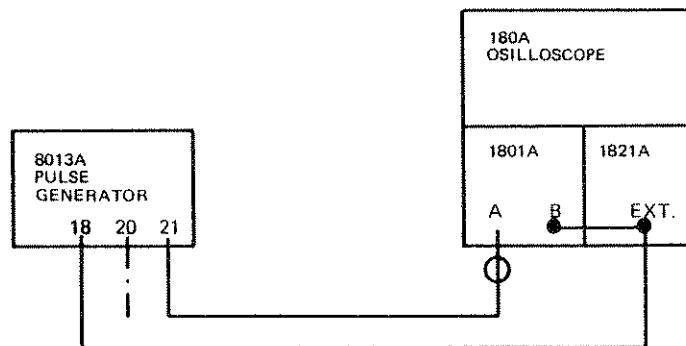 180A
OSILLOSCOPE
8013A
PULSE
GENERATOR
18 20 21
1801A 1821A
A B EXT.